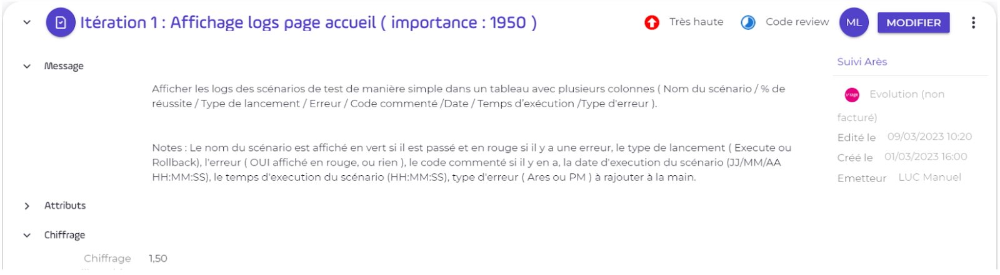 Itération 1 : Affichage logs page accueil ( importance : 1950 )
Très haute
Code review
ML
MODIFIER
Message
Afficher les logs des scénarios de test de manière simple dans un tableau avec plusieurs colonnes ( Nom du scénario / % de
réussite / Type de lancement / Erreur / Code commenté /Date / Temps d'exécution /Type d'erreur ).
Notes : Le nom du scénario est affiché en vert si il est passé et en rouge si il y a une erreur, le type de lancement ( Execute ou
Rollback), l'erreur ( OUI affiché en rouge, ou rien ), le code commenté si il y en a, la date d'execution du scénario (JJ/MM/AA
HH:MM:SS), le temps d'execution du scénario (HH:MM:SS), type d'erreur ( Ares ou PM ) à rajouter à la main.
Suivi Arès
virage
Evolution (non
facturé)
Edité le 09/03/2023 10:20
Créé le 01/03/2023 16:00
Emetteur LUC Manuel
Attributs
Chiffrage
Chiffrage 1,50